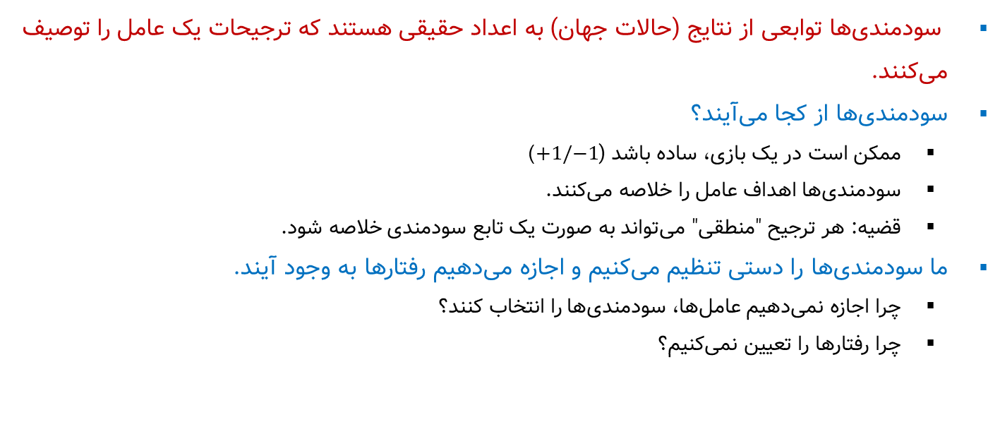 ▪ سودمندی‌ها توابعی از نتایج (حالات جهان) به اعداد حقیقی هستند که ترجیحات یک عامل را توصیف
می‌کنند.
▪ سودمندی‌ها از کجا می‌آیند؟
▪ ممکن است در یک بازی، ساده باشد (+1/−1)
▪ سودمندی‌ها اهداف عامل را خلاصه می‌کنند.
▪ قضیه: هر ترجیح "منطقی" می‌تواند به صورت یک تابع سودمندی خلاصه شود.
▪ ما سودمندی‌ها را دستی تنظیم می‌کنیم و اجازه می‌دهیم رفتارها به وجود آیند.
▪ چرا اجازه نمی‌دهیم عامل‌ها، سودمندی‌ها را انتخاب کنند؟
▪ چرا رفتارها را تعیین نمی‌کنیم؟